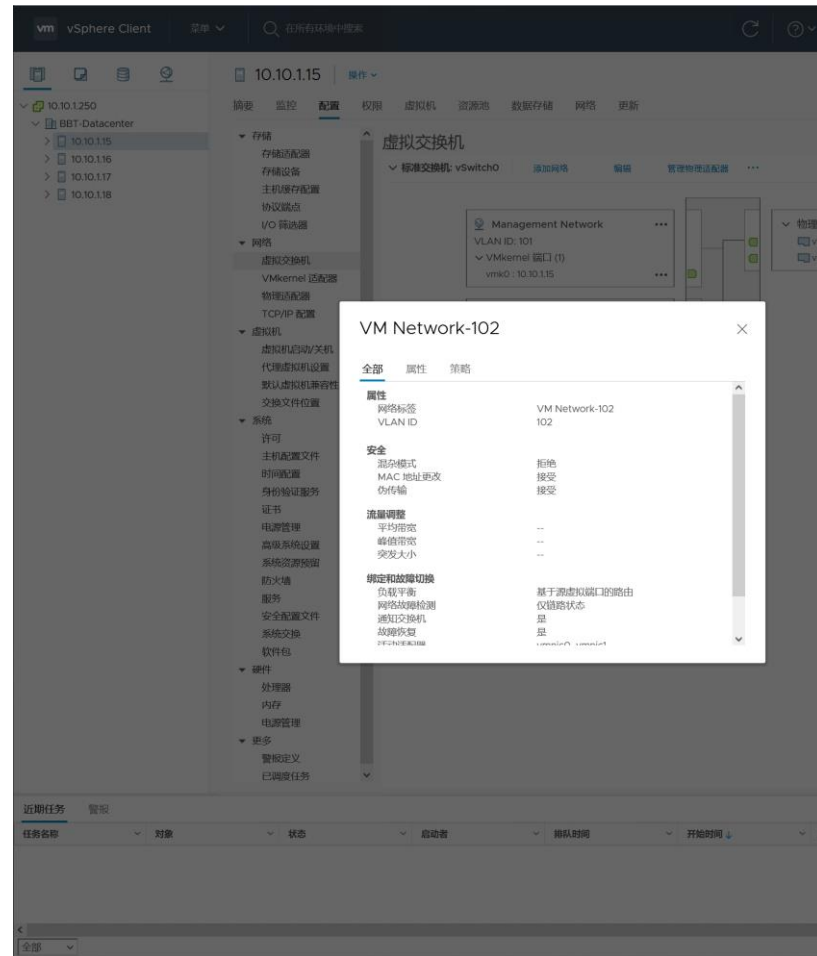 vm vSphere Client 菜单 在所有环境中搜索
10.10.1.250
BBT-Datacenter
10.10.1.15
10.10.1.16
10.10.1.17
10.10.1.18
10.10.1.15 操作
摘要 监控 配置 权限 虚拟机 资源池 数据存储 网络 更新
存储
存储适配器
存储设备
主机缓存配置
协议端点
I/O 筛选器
网络
虚拟交换机
VMkernel 适配器
物理适配器
TCP/IP 配置
虚拟机
虚拟机启动/关机
代理虚拟机设置
默认虚拟机兼容性
交换文件位置
系统
许可
主机配置文件
时间配置
身份验证服务
证书
电源管理
高级系统设置
系统资源预留
防火墙
服务
安全配置文件
系统交换
软件包
硬件
处理器
内存
电源管理
更多
警报定义
已调度任务
虚拟交换机
标准交换机: vSwitch0 添加网络 编辑 管理物理适配器 ...
Management Network ...
VLAN ID: 101
VMkernel 端口 (1)
vmk0 : 10.10.1.15 ...
物理
v
v
VM Network-102
全部 属性 策略
属性
网络标签 VM Network-102
VLAN ID 102
安全
混杂模式 拒绝
MAC 地址更改 接受
伪传输 接受
流量调整
平均带宽 --
峰值带宽 --
突发大小 --
绑定和故障切换
负载平衡 基于源虚拟端口的路由
网络故障检测 仅链路状态
通知交换机 是
故障恢复 是
活动适配器 vmnic0, vmnic1
近期任务 警报
任务名称 对象 状态 启动者 排队时间 开始时间 ↓
全部